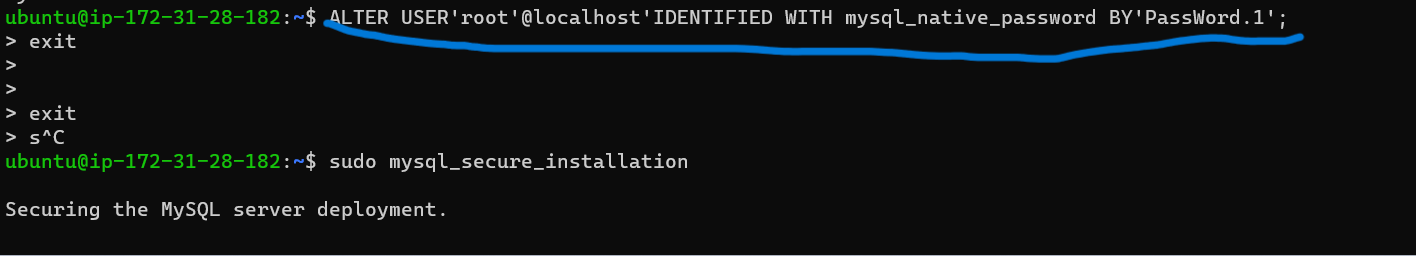 ubuntu@ip-172-31-28-182:~$ ALTER USER'root'@localhost'IDENTIFIED WITH mysql_native_password BY'PassWord.1';
> exit
>
>
> exit
> s^C
ubuntu@ip-172-31-28-182:~$ sudo mysql_secure_installation
Securing the MySQL server deployment.